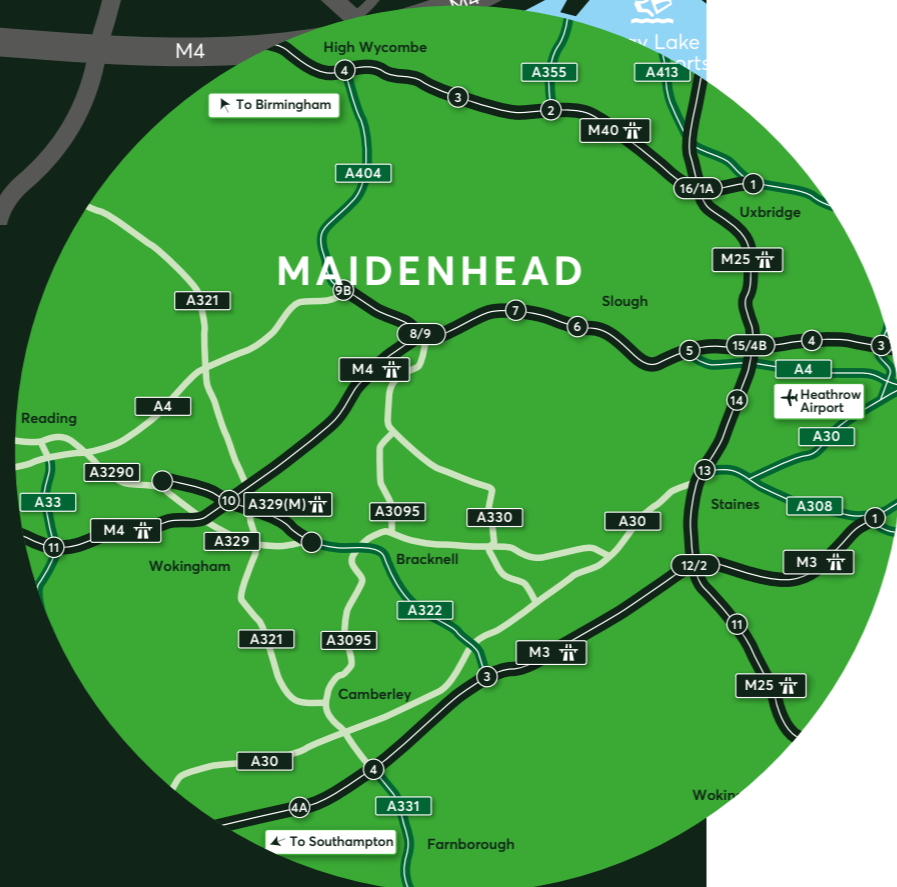 M4
M4
High Wycombe
Lake
4
A355
A413
To Birmingham
3
2
M40
A404
16/1A
1
Uxbridge
MAIDENHEAD
M25
9B
A321
Slough
7
6
8/9
5
15/4B
4
3
M4
A4
14
Heathrow
Airport
A4
Reading
A30
A3290
13
A33
10
A329(M)
A3095
A330
A30
Staines
A308
1
M4
11
A329
Wokingham
Bracknell
12/2
M3
A322
11
A321
A3095
M3
3
M25
Camberley
A30
4
4A
A331
To Southampton
Farnborough